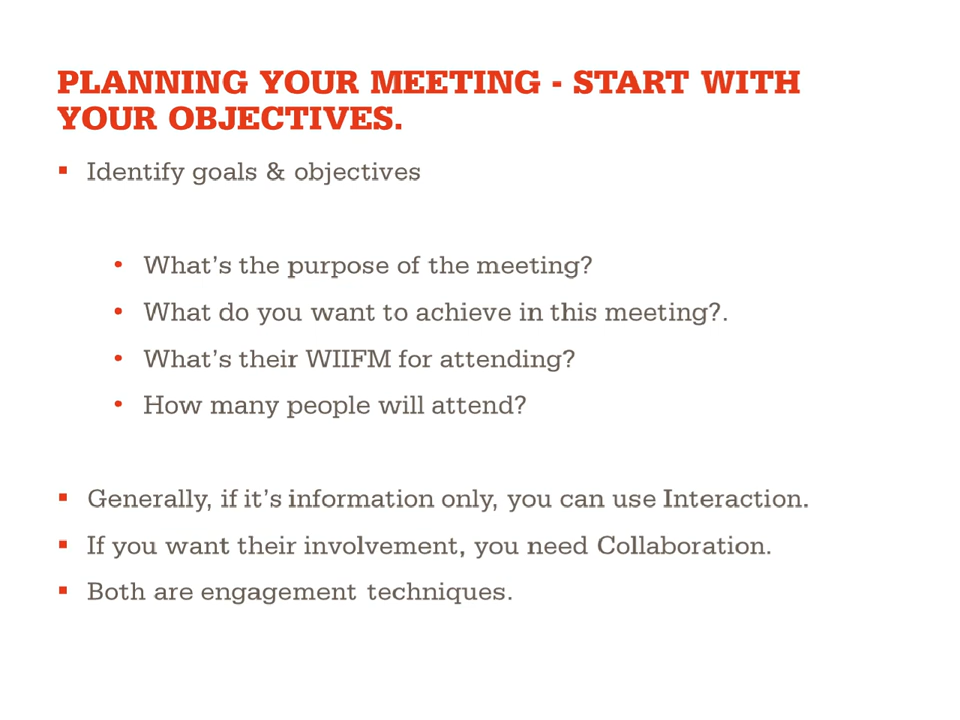 PLANNING YOUR MEETING - START WITH
YOUR OBJECTIVES.
▪ Identify goals & objectives
• What's the purpose of the meeting?
• What do you want to achieve in this meeting?.
• What's their WIIFM for attending?
• How many people will attend?
▪ Generally, if it's information only, you can use Interaction.
▪ If you want their involvement, you need Collaboration.
▪ Both are engagement techniques.